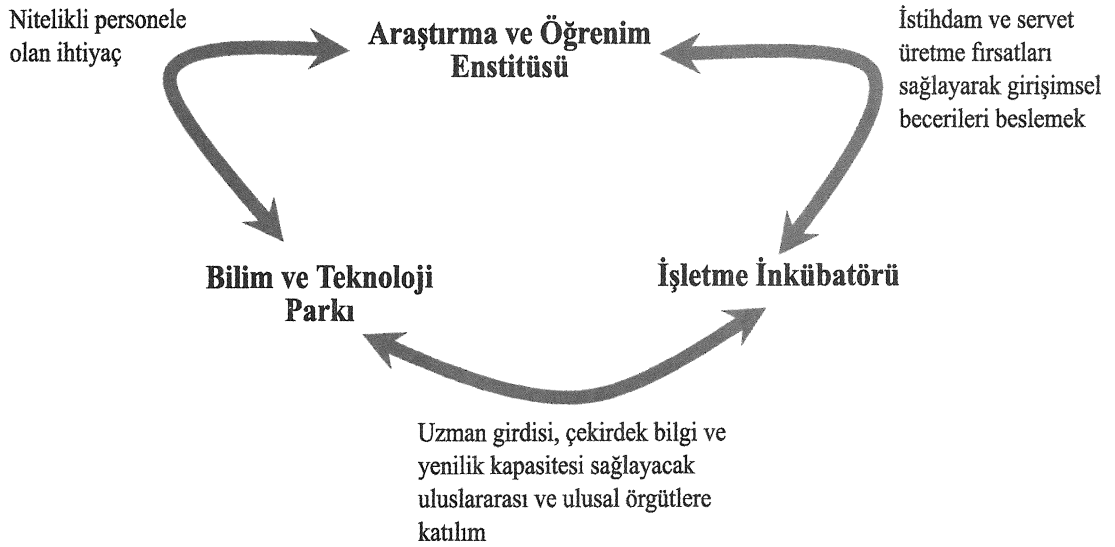 Nitelikli personele
olan ihtiyaç
Araştırma ve Öğrenim
Enstitüsü
İstihdam ve servet
üretme fırsatları
sağlayarak girişimsel
becerileri beslemek
Bilim ve Teknoloji
Parkı
İşletme İnkübatörü
Uzman girdisi, çekirdek bilgi ve
yenilik kapasitesi sağlayacak
uluslararası ve ulusal örgütlere
katılım